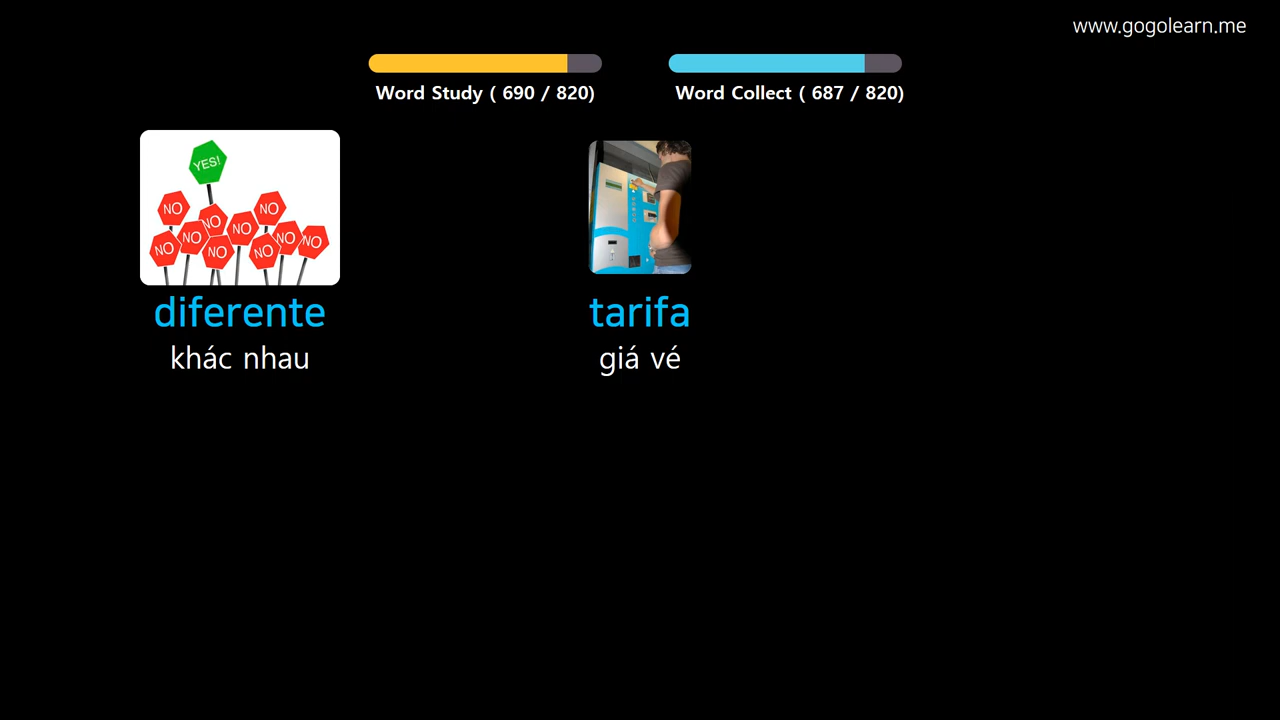 www.gogolearn.me
Word Study ( 690 / 820)
Word Collect ( 687 / 820)
YES!
NO
NO
NO
NO
NO
NO
NO
NO
NO
NO
diferente
khác nhau
tarifa
giá vé